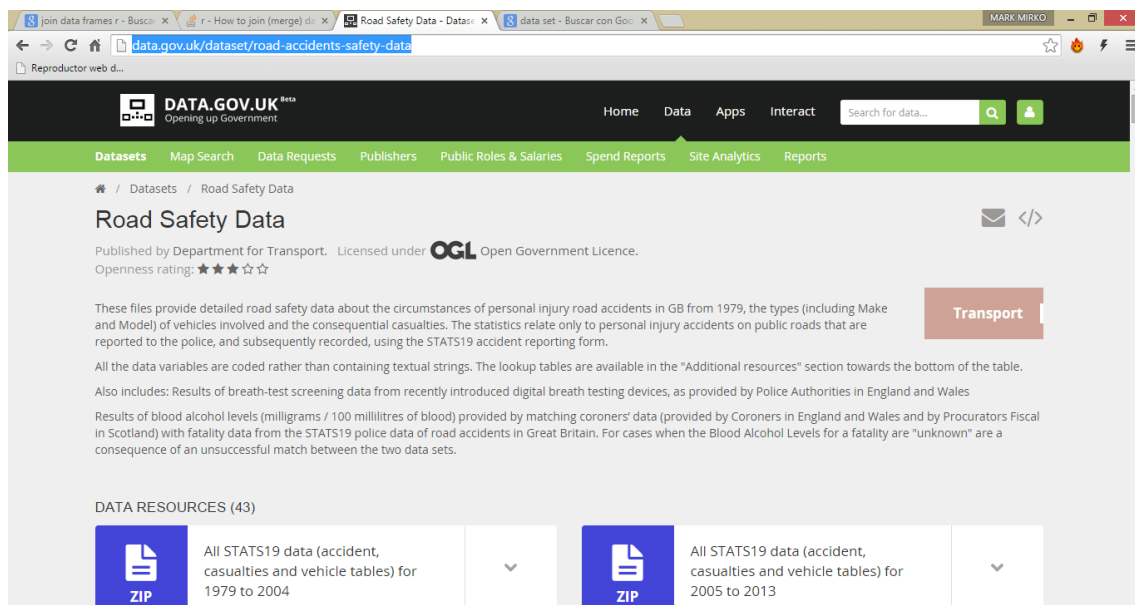 join data frames r - Busca
r - How to join (merge) da
Road Safety Data - Datase
data set - Buscar con Goo
MARK MIRKO
data.gov.uk/dataset/road-accidents-safety-data
Reproductor web d...
DATA.GOV.UK Beta
Opening up Government
Home Data Apps Interact Search for data...
Datasets Map Search Data Requests Publishers Public Roles & Salaries Spend Reports Site Analytics Reports
/ Datasets / Road Safety Data
Road Safety Data
</>
Published by Department for Transport. Licensed under OGL Open Government Licence.
Openness rating: ★★★☆☆
These files provide detailed road safety data about the circumstances of personal injury road accidents in GB from 1979, the types (including Make
and Model) of vehicles involved and the consequential casualties. The statistics relate only to personal injury accidents on public roads that are
reported to the police, and subsequently recorded, using the STATS19 accident reporting form.
Transport
All the data variables are coded rather than containing textual strings. The lookup tables are available in the "Additional resources" section towards the bottom of the table.
Also includes: Results of breath-test screening data from recently introduced digital breath testing devices, as provided by Police Authorities in England and Wales
Results of blood alcohol levels (milligrams / 100 millilitres of blood) provided by matching coroners' data (provided by Coroners in England and Wales and by Procurators Fiscal
in Scotland) with fatality data from the STATS19 police data of road accidents in Great Britain. For cases when the Blood Alcohol Levels for a fatality are "unknown" are a
consequence of an unsuccessful match between the two data sets.
DATA RESOURCES (43)
ZIP
All STATS19 data (accident,
casualties and vehicle tables) for
1979 to 2004
ZIP
All STATS19 data (accident,
casualties and vehicle tables) for
2005 to 2013